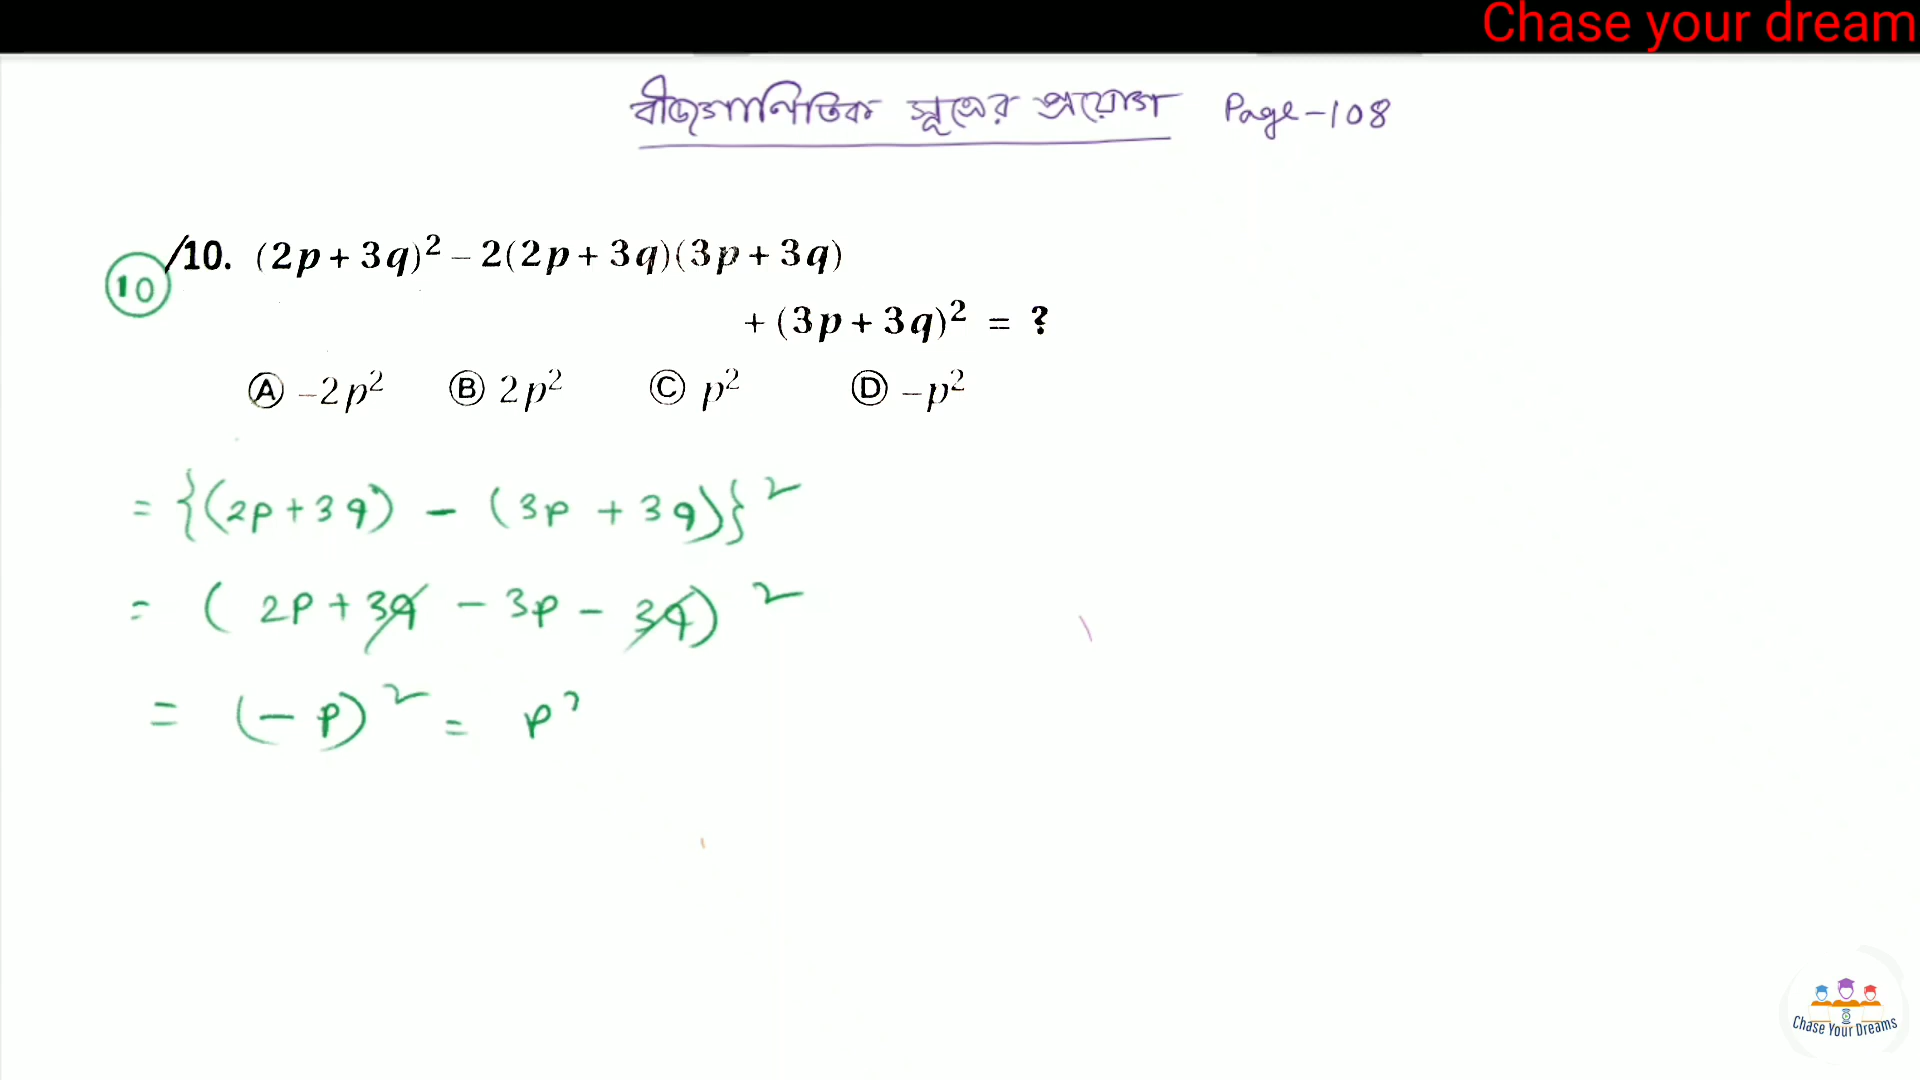 Chase your dream
বীজগাণিতিক সূত্রের প্রয়োগ Page-108
10 /10. (2p + 3q)² – 2(2p + 3q)(3p + 3q)
+ (3p + 3q)² = ?
Ⓐ –2p² Ⓑ 2p² Ⓒ p² Ⓓ –p²
= {(2p+3q) – (3p + 3q)}²
= (2p+3q – 3p – 3q)²
= (–p)² = p²
Chase Your Dreams